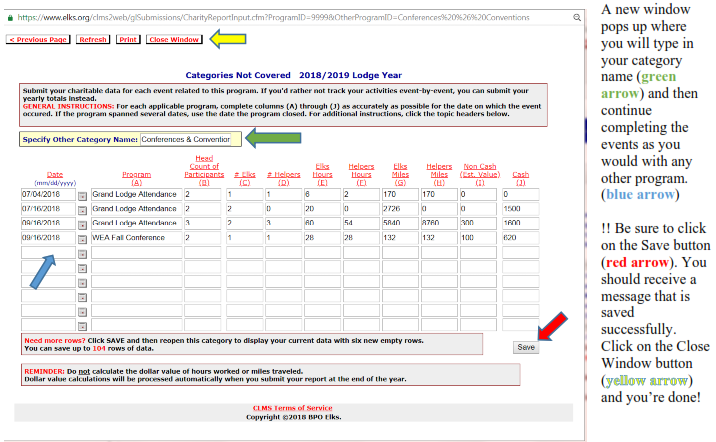 https://www.elks.org/clms2web/glSubmissions/CharityReportInput.cfm?ProgramID=9999&OtherProgramID=Conferences%20%26%20Conventions
< Previous Page Refresh Print Close Window
Categories Not Covered 2018/2019 Lodge Year
Submit your charitable data for each event related to this program. If you'd rather not track your activities event-by-event, you can submit your
yearly totals instead.
GENERAL INSTRUCTIONS: For each applicable program, complete columns (A) through (J) as accurately as possible for the date on which the event
occured. If the program spanned several dates, use the date the program closed. For additional instructions, click the topic headers below.
Specify Other Category Name: Conferences & Convention
Head
Count of Elks Helpers Elks Helpers Non Cash
Date Program Participants # Elks # Helpers Hours Hours Miles Miles (Est. Value) Cash
(mm/dd/yyyy) (A) (B) (C) (D) (E) (F) (G) (H) (I) (J)
07/04/2018 Grand Lodge Attendance 2 1 1 6 2 170 170 0 0
07/16/2018 Grand Lodge Attendance 2 2 0 20 0 2726 0 0 1500
09/16/2018 Grand Lodge Attendance 3 2 3 60 54 5840 8760 300 1600
09/16/2018 WEA Fall Conference 2 1 1 28 28 132 132 100 620
Need more rows? Click SAVE and then reopen this category to display your current data with six new empty rows.
You can save up to 104 rows of data.
Save
REMINDER: Do not calculate the dollar value of hours worked or miles traveled.
Dollar value calculations will be processed automatically when you submit your report at the end of the year.
CLMS Terms of Service
Copyright ©2018 BPO Elks.
A new window
pops up where
you will type in
your category
name (green
arrow) and then
continue
completing the
events as you
would with any
other program.
(blue arrow)
!! Be sure to click
on the Save button
(red arrow). You
should receive a
message that is
saved
successfully.
Click on the Close
Window button
(yellow arrow)
and you're done!